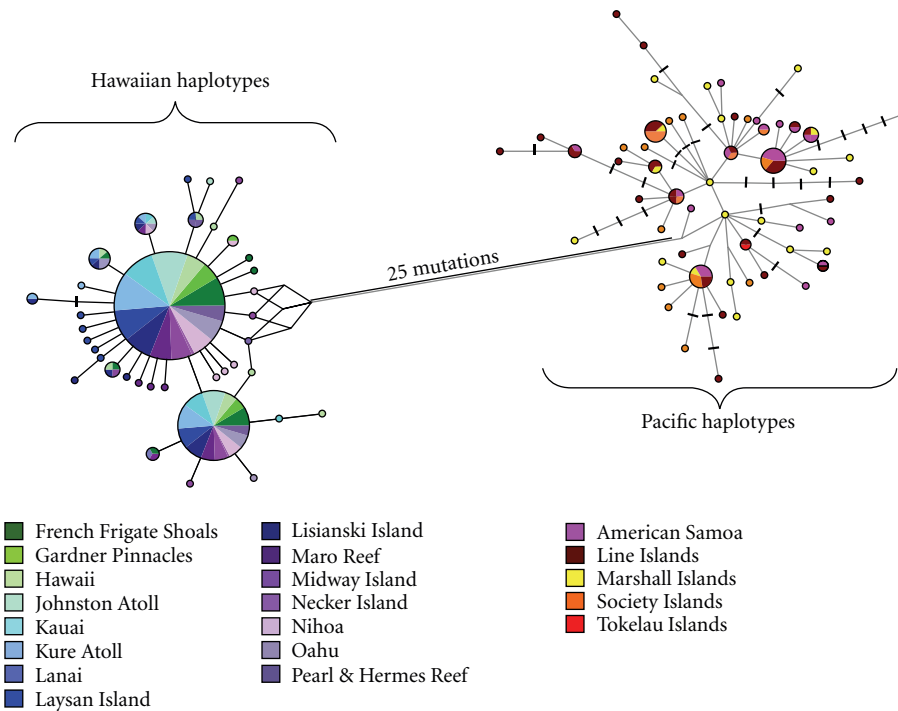 Hawaiian haplotypes
25 mutations
Pacific haplotypes
French Frigate Shoals
Gardner Pinnacles
Hawaii
Johnston Atoll
Kauai
Kure Atoll
Lanai
Laysan Island
Lisianski Island
Maro Reef
Midway Island
Necker Island
Nihoa
Oahu
Pearl & Hermes Reef
American Samoa
Line Islands
Marshall Islands
Society Islands
Tokelau Islands